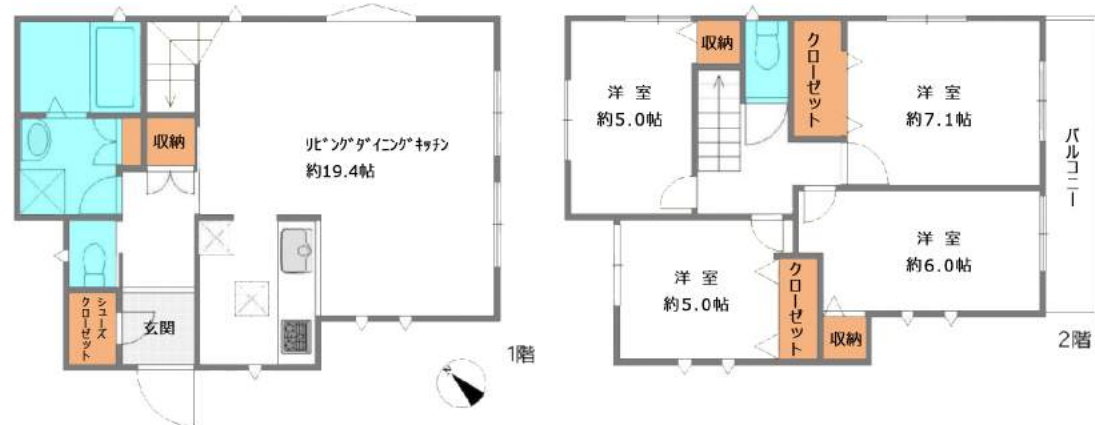 収納
リビングダイニングキッチン
約19.4帖
シューズ
クローゼット
玄関
1階
N
洋室
約5.0帖
収納
クローゼット
洋室
約7.1帖
バルコニー
洋室
約6.0帖
洋室
約5.0帖
クローゼット
収納
2階